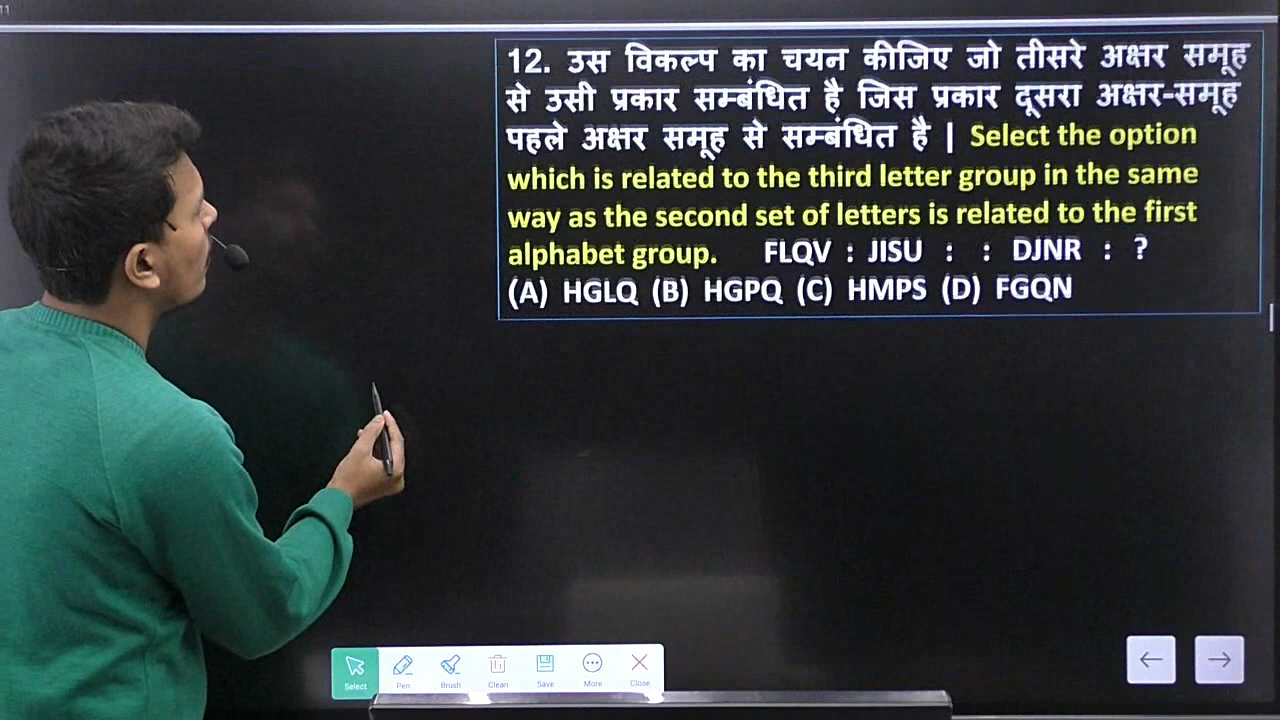 11
12. उस विकल्प का चयन कीजिए जो तीसरे अक्षर समूह
से उसी प्रकार सम्बंधित है जिस प्रकार दूसरा अक्षर-समूह
पहले अक्षर समूह से सम्बंधित है | Select the option
which is related to the third letter group in the same
way as the second set of letters is related to the first
alphabet group. FLQV : JISU : : DJNR : ?
(A) HGLQ (B) HGPQ (C) HMPS (D) FGQN
Select Pen Brush Clean Save More Close